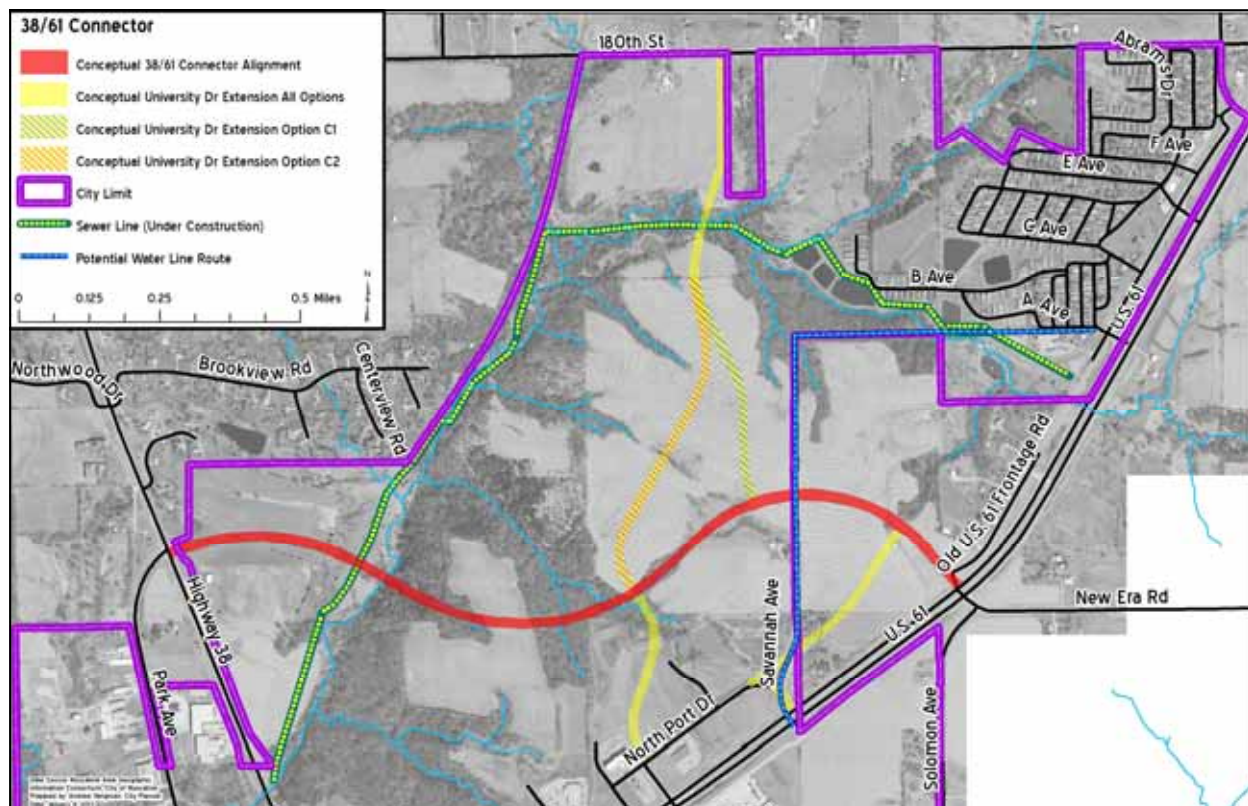 38/61 Connector
Conceptual 38/61 Connector Alignment
Conceptual University Dr Extension All Options
Conceptual University Dr Extension Option C1
Conceptual University Dr Extension Option C2
City Limit
Sewer Line (Under Construction)
Potential Water Line Route
0 0.125 0.25 0.5 Miles
180th St
Abrams Dr
F Ave
E Ave
C Ave
B Ave
A Ave
U.S. 61
Northwood Dr
Brookview Rd
Centerview Rd
Old U.S. 61 Frontage Rd
New Era Rd
U.S. 61
Highway 38
Park Ave
Savannah Ave
North Port Dr
Solomon Ave